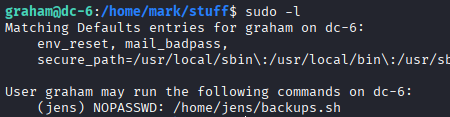 graham@dc-6:/home/mark/stuff$ sudo -l
Matching Defaults entries for graham on dc-6:
    env_reset, mail_badpass,
    secure_path=/usr/local/sbin\:/usr/local/bin\:/usr/sb
User graham may run the following commands on dc-6:
    (jens) NOPASSWD: /home/jens/backups.sh